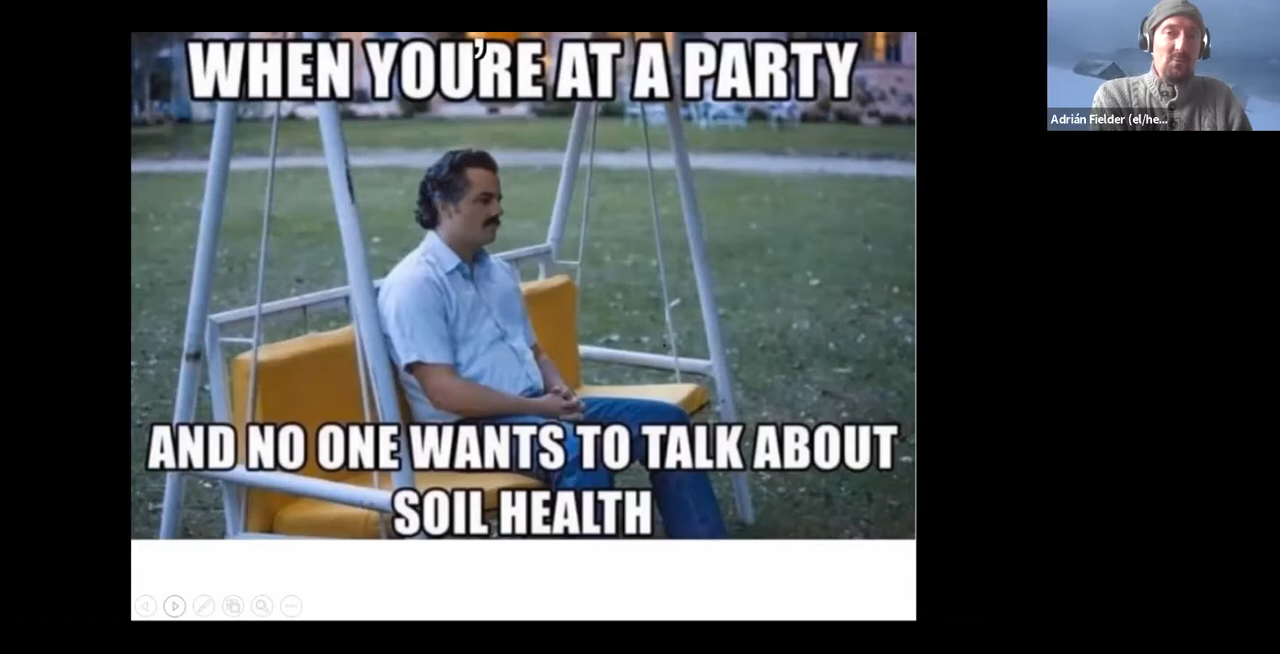 WHEN YOU'RE AT A PARTY
AND NO ONE WANTS TO TALK ABOUT
SOIL HEALTH
Adrián Fielder (el/he...